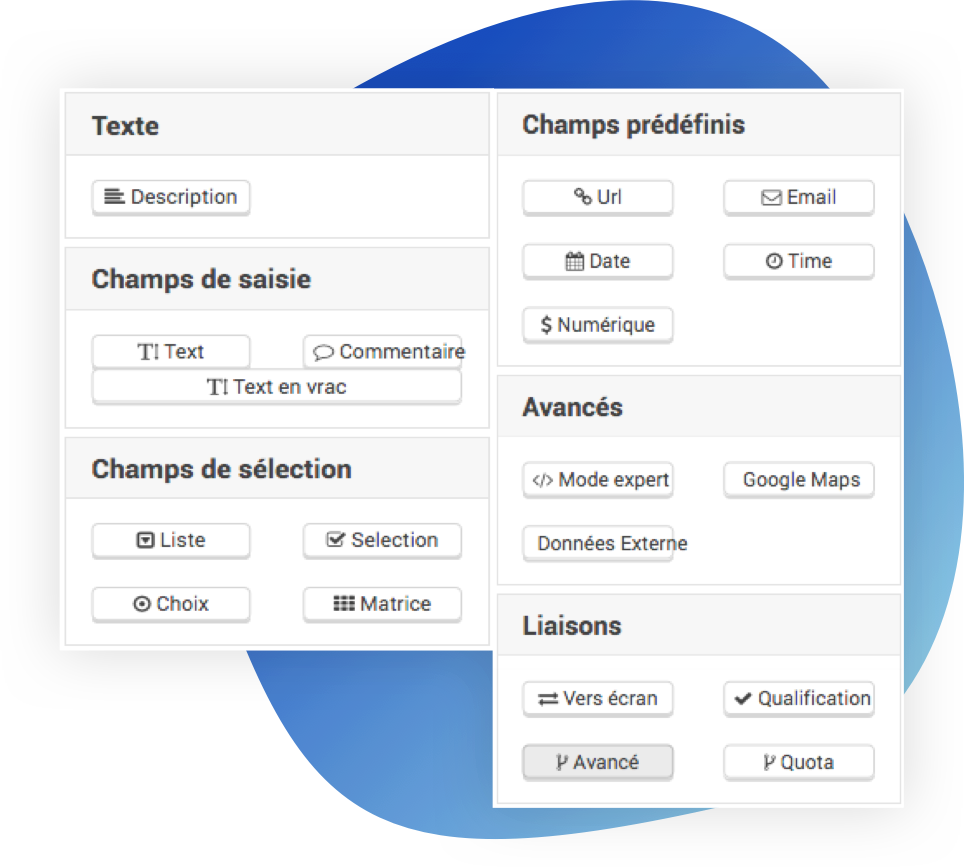 Texte
Description
Champs de saisie
Text
Commentaire
Text en vrac
Champs de sélection
Liste
Selection
Choix
Matrice
Champs prédéfinis
Url
Email
Date
Time
$ Numérique
Avancés
</> Mode expert
Google Maps
Données Externe
Liaisons
Vers écran
Qualification
Avancé
Quota